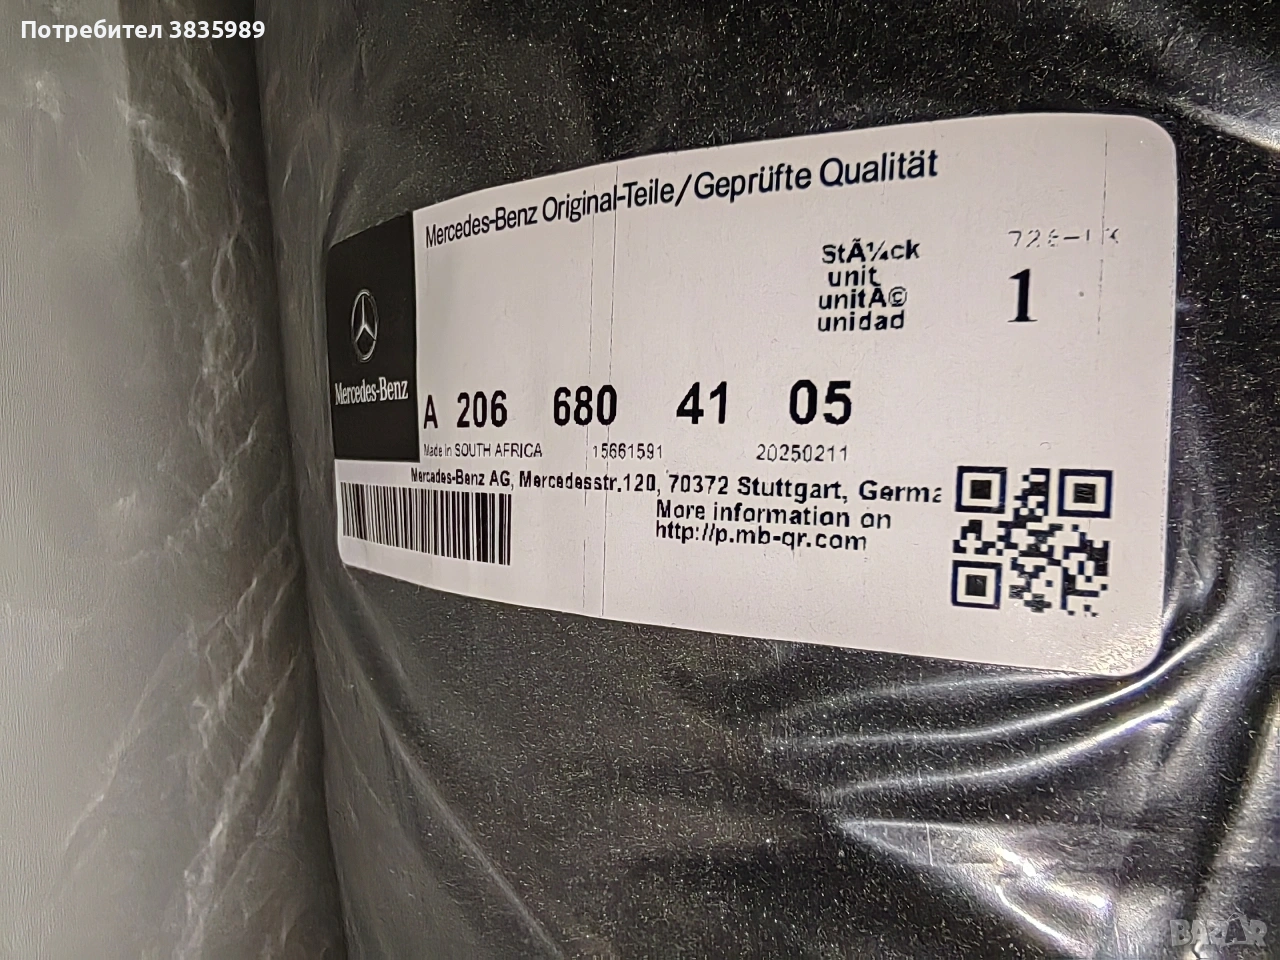 Потребител 3835989
Mercedes-Benz Original-Teile/Geprüfte Qualität
StÃ¼ck
unit
unitÃ©
unidad
1
Mercedes-Benz
A 206 680 41 05
Made in SOUTH AFRICA 15661591 20250211
Mercedes-Benz AG, Mercedesstr.120, 70372 Stuttgart, Germa
More information on
http://p.mb-qr.com
BAZAR